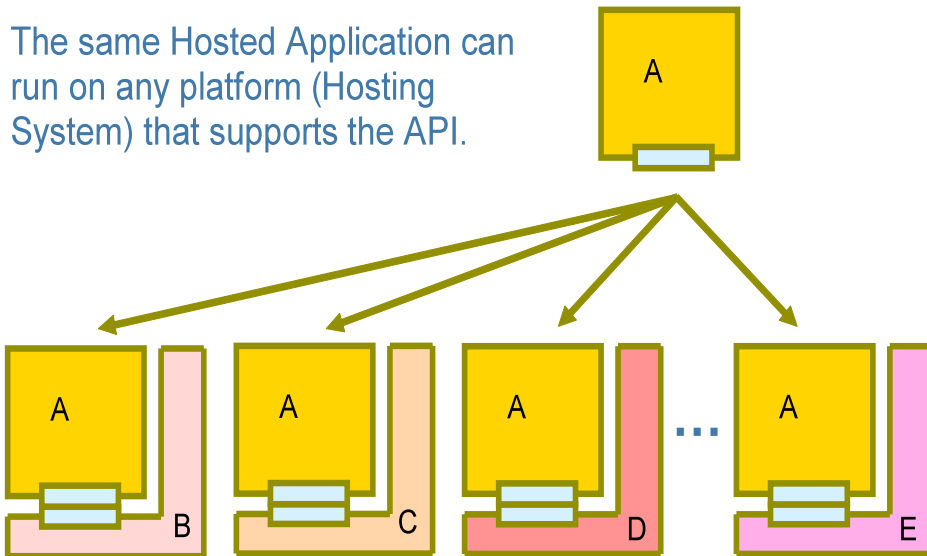 The same Hosted Application can
run on any platform (Hosting
System) that supports the API.
A
A
A
A
...
A
B
C
D
E